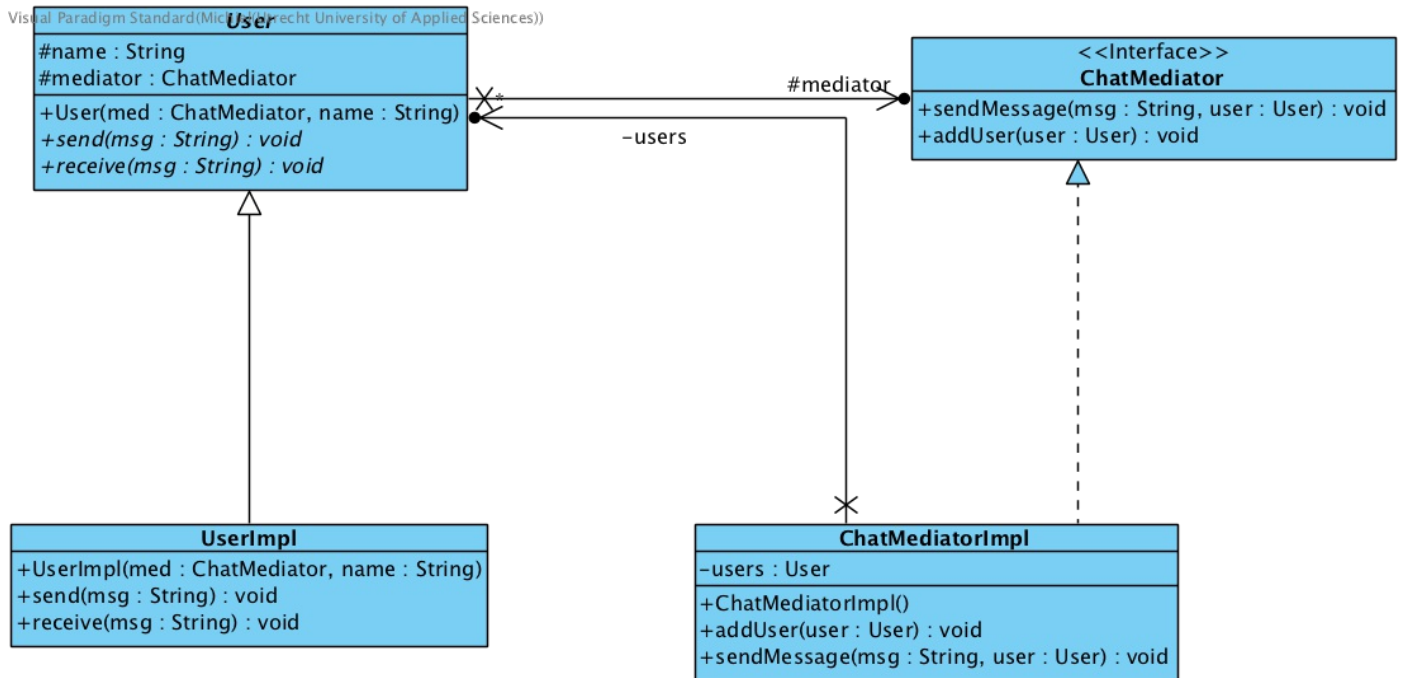 Visual Paradigm Standard(Michiel(Utrecht University of Applied Sciences))
User
#name : String
#mediator : ChatMediator
+User(med : ChatMediator, name : String)
+send(msg : String) : void
+receive(msg : String) : void
#mediator
*
-users
<<Interface>>
ChatMediator
+sendMessage(msg : String, user : User) : void
+addUser(user : User) : void
UserImpl
+UserImpl(med : ChatMediator, name : String)
+send(msg : String) : void
+receive(msg : String) : void
ChatMediatorImpl
-users : User
+ChatMediatorImpl()
+addUser(user : User) : void
+sendMessage(msg : String, user : User) : void